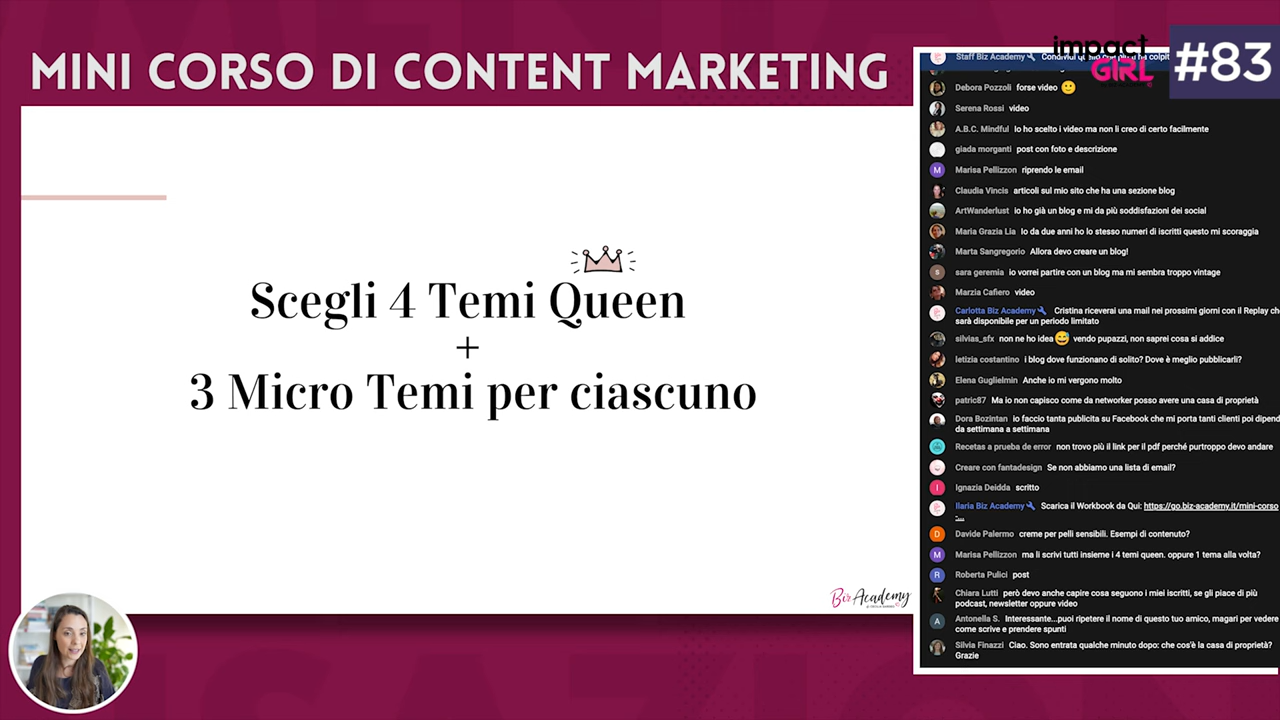 MINI CORSO DI CONTENT MARKETING
impact
GIRL
#83
Scegli 4 Temi Queen
+
3 Micro Temi per ciascuno
Biz Academy
Staff Biz Academy
Debora Pozzoli forse video 🙂
Serena Rossi video
A.B.C. Mindful Io ho scelto i video ma non li creo di certo facilmente
giada morganti post con foto e descrizione
M Marisa Pellizzon riprendo le email
Claudia Vincis articoli sul mio sito che ha una sezione blog
ArtWanderlust io ho già un blog e mi da più soddisfazioni dei social
Maria Grazia Lia Io da due anni ho lo stesso numeri di iscritti questo mi scoraggia
Marta Sangregorio Allora devo creare un blog!
s sara geremia io vorrei partire con un blog ma mi sembra troppo vintage
Marzia Cafiero video
Carlotta Biz Academy Cristina riceverai una mail nei prossimi giorni con il Replay
sarà disponibile per un periodo limitato
silvias_sfx non ne ho idea 😅 vendo pupazzi, non saprei cosa si addice
letizia costantino i blog dove funzionano di solito? Dove è meglio pubblicarli?
Elena Guglielmin Anche io mi vergono molto
patric87 Ma io non capisco come da networker posso avere una casa di proprietà
Dora Bozintan io faccio tanta publicita su Facebook che mi porta tanti clienti poi
da settimana a settimana
Recetas a prueba de error non trovo più il link per il pdf perché purtroppo devo andare
Creare con fantadesign Se non abbiamo una lista di email?
I Ignazia Deidda scritto
Ilaria Biz Academy Scarica il Workbook da Qui: https://go.biz-academy.it/mini-corso
-...
D Davide Palermo creme per pelli sensibili. Esempi di contenuto?
M Marisa Pellizzon ma li scrivi tutti insieme i 4 temi queen. oppure 1 tema alla volta?
R Roberta Pulici post
Chiara Lutti però devo anche capire cosa seguono i miei iscritti, se gli piace di più
podcast, newsletter oppure video
A Antonella S. Interessante...puoi ripetere il nome di questo tuo amico, magari per vedere
come scrive e prendere spunti
Silvia Finazzi Ciao. Sono entrata qualche minuto dopo: che cos'è la casa di proprietà?
Grazie